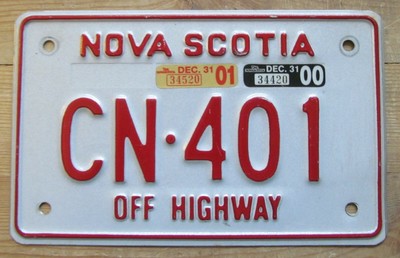 NOVA SCOTIA
DEC. 31 01 DEC. 31 00
34520 34420
CN·401
OFF HIGHWAY